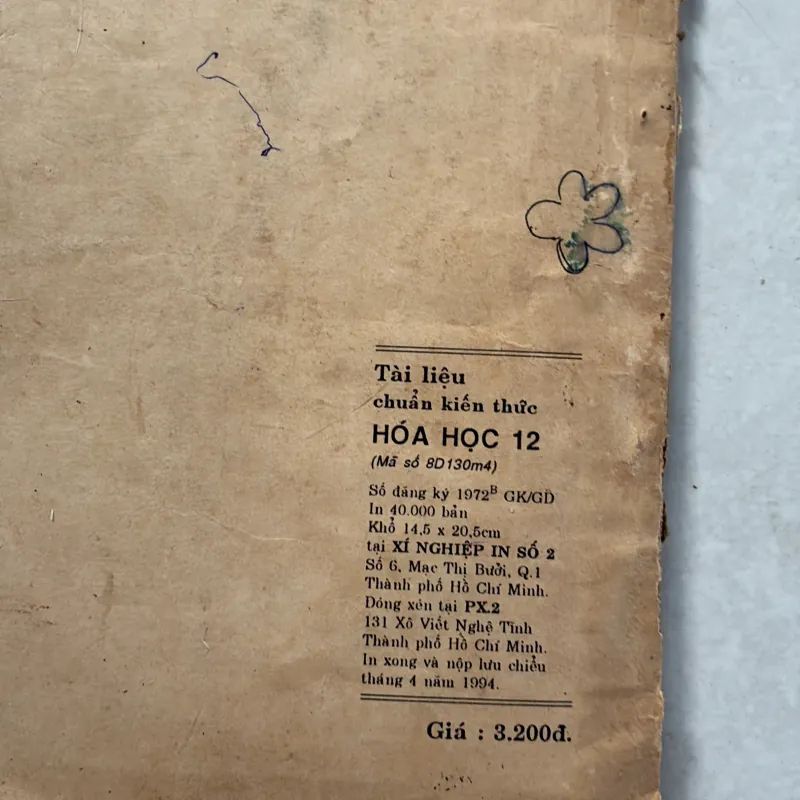 Tài liệu
chuẩn kiến thức
HÓA HỌC 12
(Mã số 8D130m4)
Số đăng ký 1972ᴮ GK/GD
In 40.000 bản
Khổ 14,5 x 20,5cm
tại XÍ NGHIỆP IN SỐ 2
Số 6, Mạc Thị Bưởi, Q.1
Thành phố Hồ Chí Minh.
Đóng xén tại PX.2
131 Xô Viết Nghệ Tĩnh
Thành phố Hồ Chí Minh.
In xong và nộp lưu chiểu
tháng 4 năm 1994.
Giá : 3.200đ.